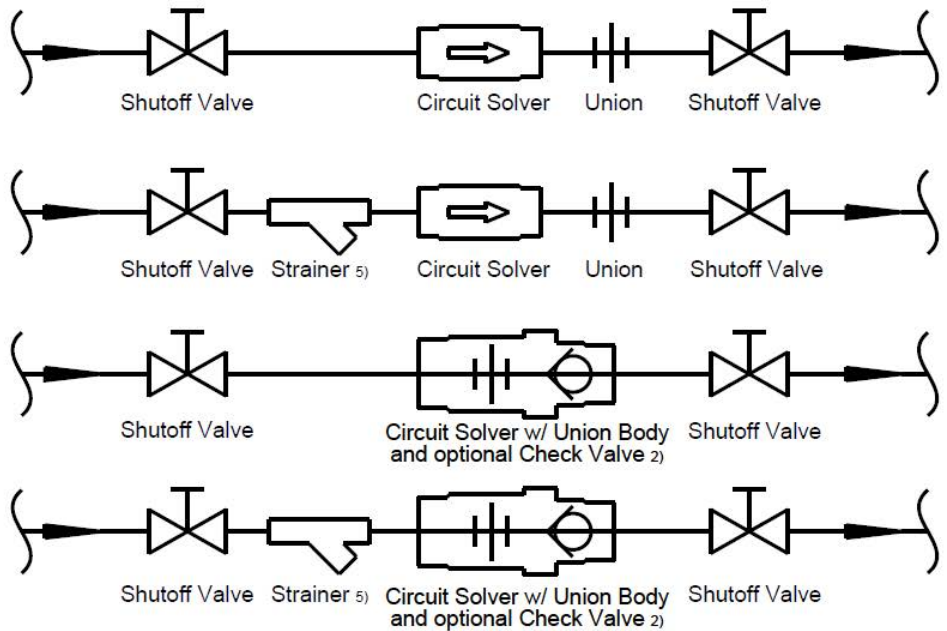 Shutoff Valve Circuit Solver Union Shutoff Valve
Shutoff Valve Strainer 5) Circuit Solver Union Shutoff Valve
Shutoff Valve Circuit Solver w/ Union Body Shutoff Valve
and optional Check Valve 2)
Shutoff Valve Strainer 5) Circuit Solver w/ Union Body Shutoff Valve
and optional Check Valve 2)